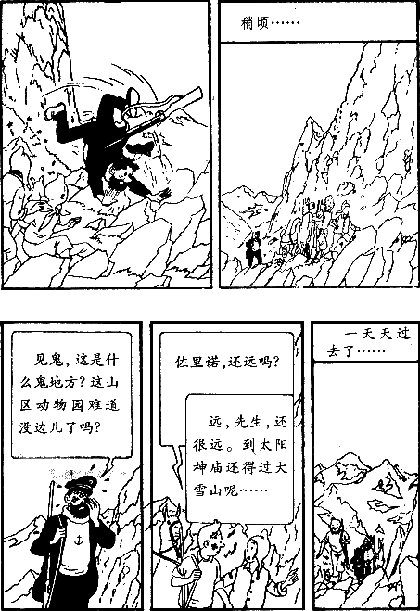 稍顷……
见鬼,这是什
么鬼地方?这山
区动物园难道
没边儿了吗?
佐里诺,还远吗?
远,先生,还
很远。到太阳
神庙还得过大
雪山呢……
一天天过
去了……